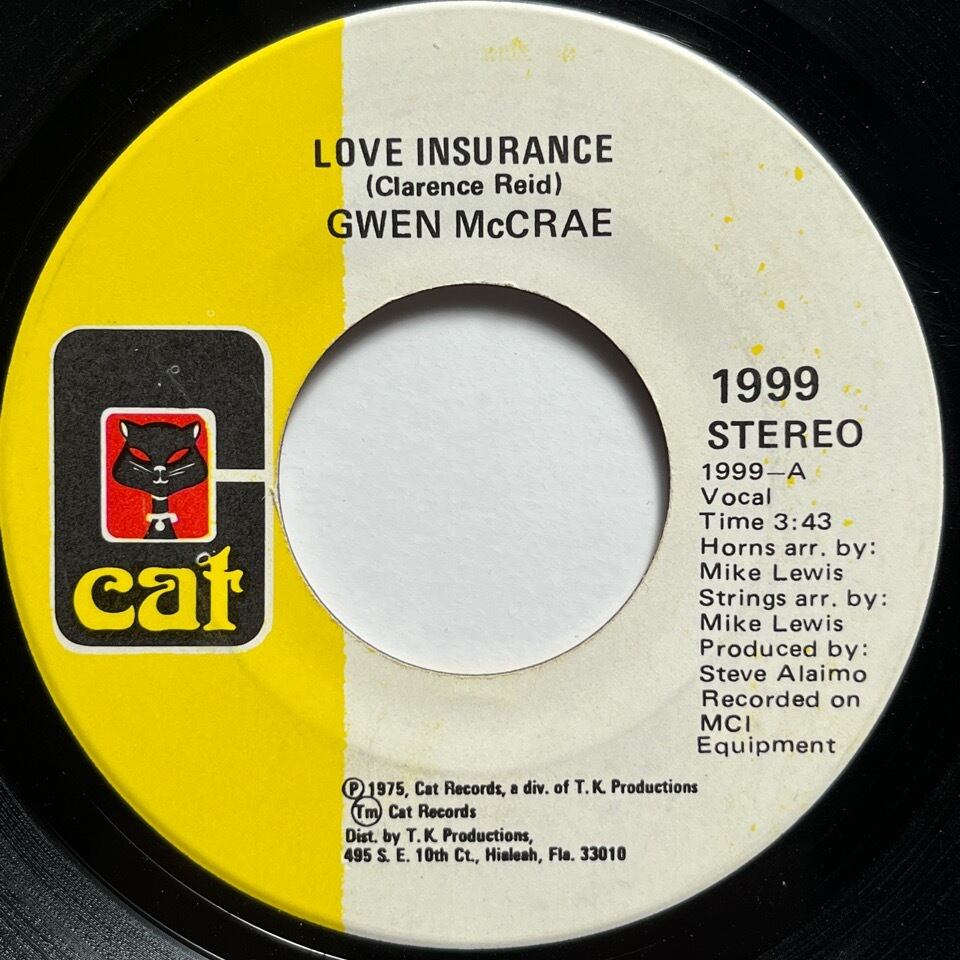 LOVE INSURANCE
(Clarence Reid)
GWEN McCRAE
cat
1999
STEREO
1999—A
Vocal
Time 3:43
Horns arr. by:
Mike Lewis
Strings arr. by:
Mike Lewis
Produced by:
Steve Alaimo
Recorded on
MCI
Equipment
Ⓟ1975, Cat Records, a div. of T. K. Productions
Tm Cat Records
Dist. by T. K. Productions,
495 S. E. 10th Ct., Hialeah, Fla. 33010